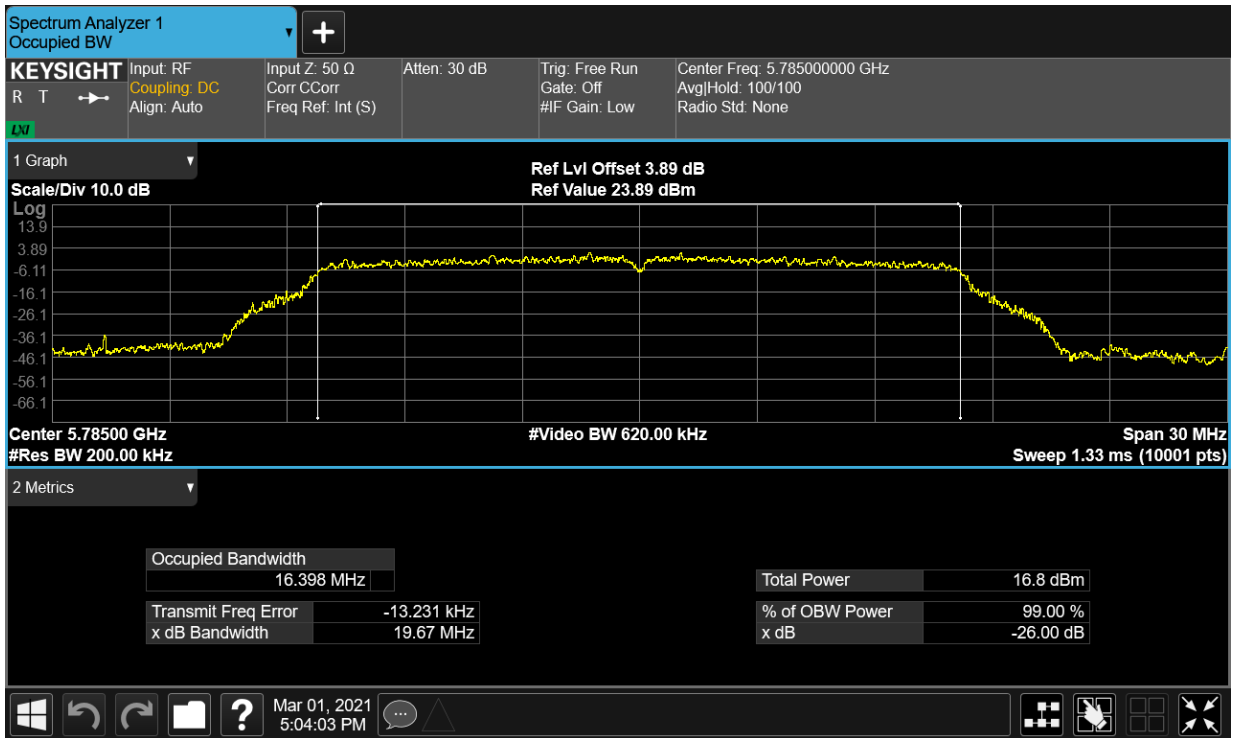 Spectrum Analyzer 1
Occupied BW
KEYSIGHT
R T
LXI
Input: RF
Coupling: DC
Align: Auto
Input Z: 50 Ω
Corr CCorr
Freq Ref: Int (S)
Atten: 30 dB
Trig: Free Run
Gate: Off
#IF Gain: Low
Center Freq: 5.785000000 GHz
Avg|Hold: 100/100
Radio Std: None
1 Graph
Scale/Div 10.0 dB
Ref Lvl Offset 3.89 dB
Ref Value 23.89 dBm
Log
13.9
3.89
-6.11
-16.1
-26.1
-36.1
-46.1
-56.1
-66.1
Center 5.78500 GHz
#Res BW 200.00 kHz
#Video BW 620.00 kHz
Span 30 MHz
Sweep 1.33 ms (10001 pts)
2 Metrics
Occupied Bandwidth
16.398 MHz
Transmit Freq Error -13.231 kHz
x dB Bandwidth 19.67 MHz
Total Power 16.8 dBm
% of OBW Power 99.00 %
x dB -26.00 dB
?
Mar 01, 2021
5:04:03 PM